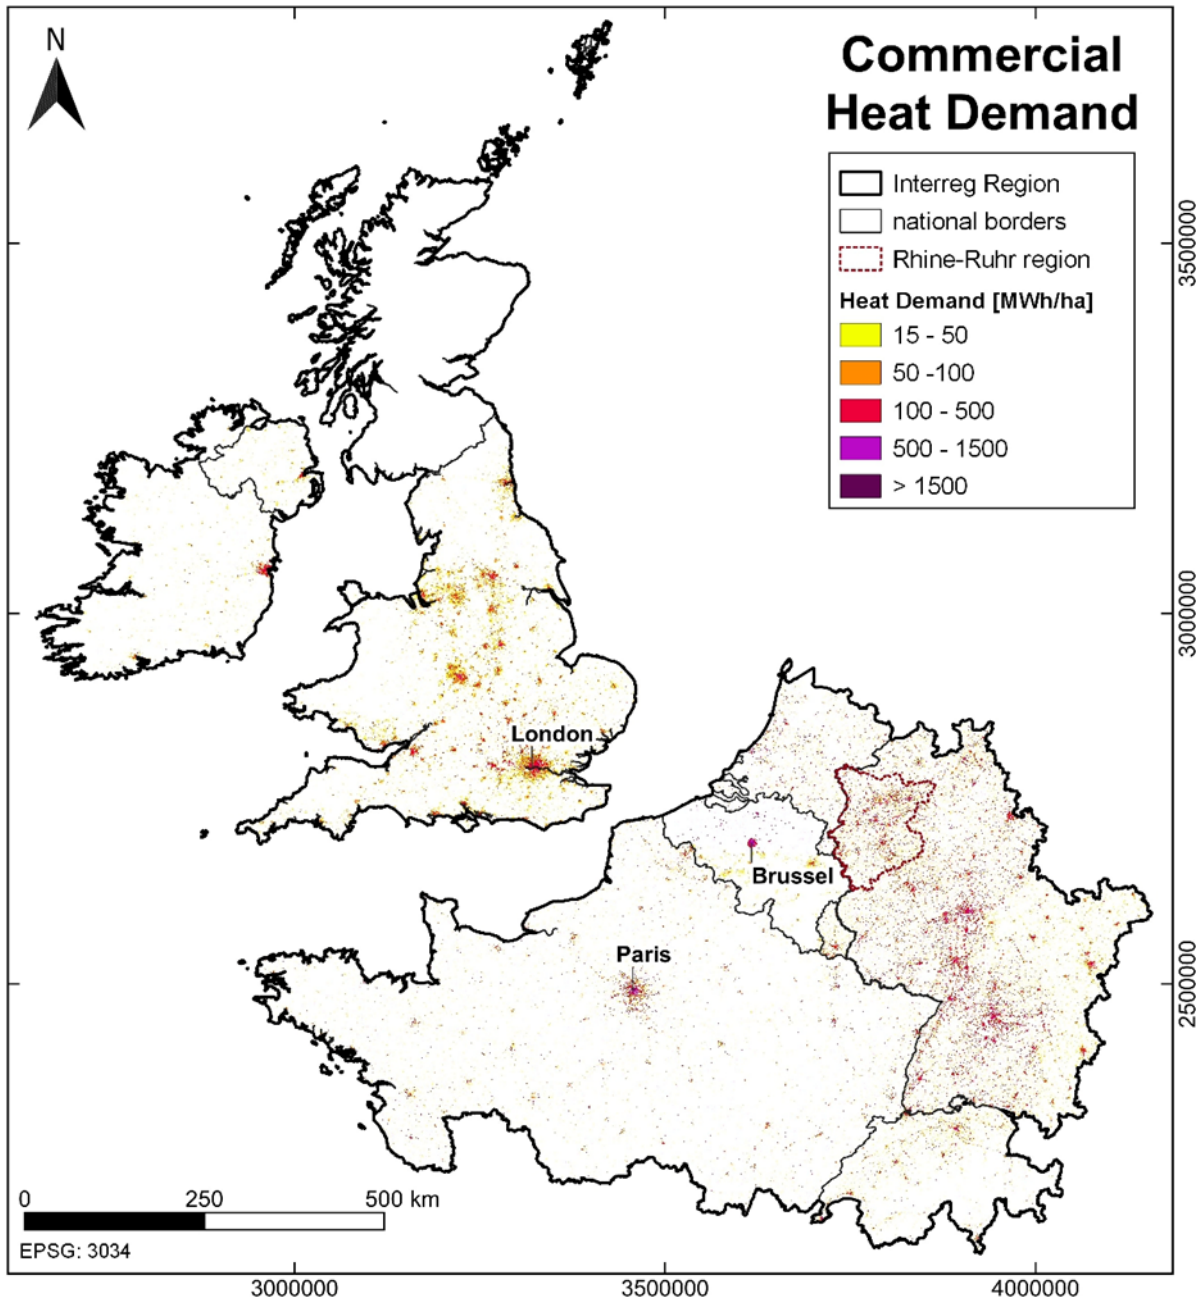 N
Commercial
Heat Demand
Interreg Region
national borders
Rhine-Ruhr region
Heat Demand [MWh/ha]
15 - 50
50 -100
100 - 500
500 - 1500
> 1500
3500000
3000000
2500000
London
Brussel
Paris
0 250 500 km
EPSG: 3034
3000000 3500000 4000000